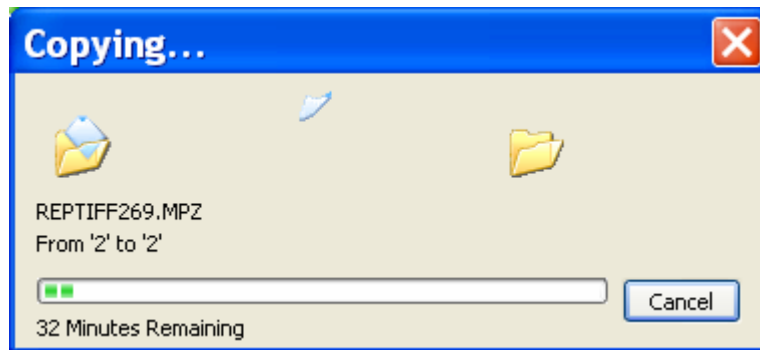 Copying...
REPTIFF269.MPZ
From '2' to '2'
Cancel
32 Minutes Remaining